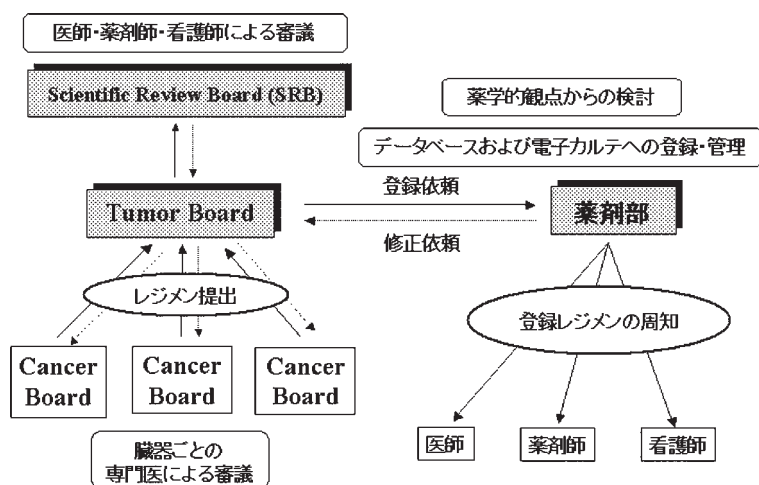 医師・薬剤師・看護師による審議
Scientific Review Board (SRB)
薬学的観点からの検討
データベースおよび電子カルテへの登録・管理
Tumor Board
登録依頼
修正依頼
薬剤部
レジメン提出
登録レジメンの周知
Cancer
Board
Cancer
Board
Cancer
Board
医師
薬剤師
看護師
臓器ごとの
専門医による審議